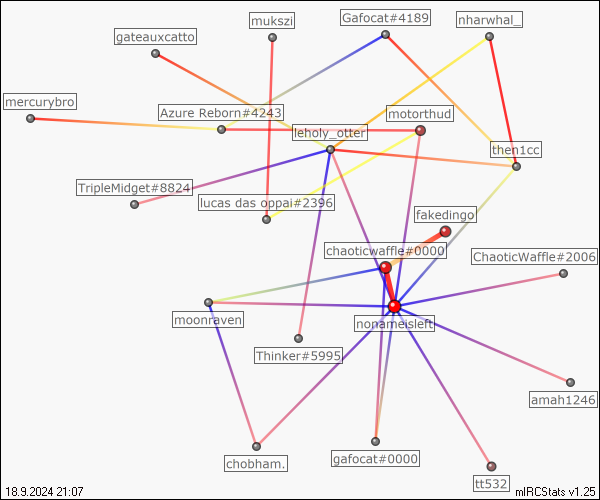 mukszi
Gafocat#4189
nharwhal_
gateauxcatto
mercurybro
Azure Reborn#4243
motorthud
leholy_otter
then1cc
TripleMidget#8824
lucas das oppai#2396
fakedingo
chaoticwaffle#0000
ChaoticWaffle#2006
moonraven
nonameisleft
Thinker#5995
amah1246
chobham.
gafocat#0000
tt532
18.9.2024 21:07
mIRCStats v1.25